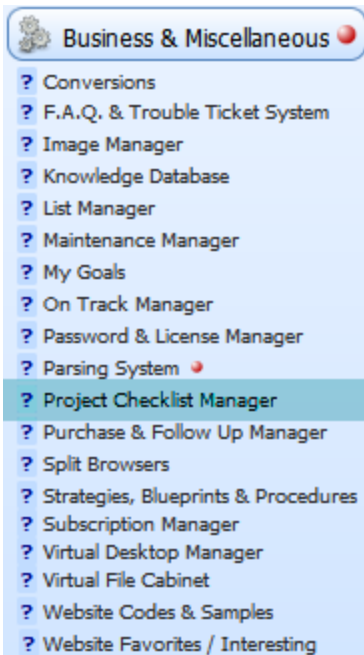 Business & Miscellaneous
? Conversions
? F.A.Q. & Trouble Ticket System
? Image Manager
? Knowledge Database
? List Manager
? Maintenance Manager
? My Goals
? On Track Manager
? Password & License Manager
? Parsing System
? Project Checklist Manager
? Purchase & Follow Up Manager
? Split Browsers
? Strategies, Blueprints & Procedures
? Subscription Manager
? Virtual Desktop Manager
? Virtual File Cabinet
? Website Codes & Samples
? Website Favorites / Interesting